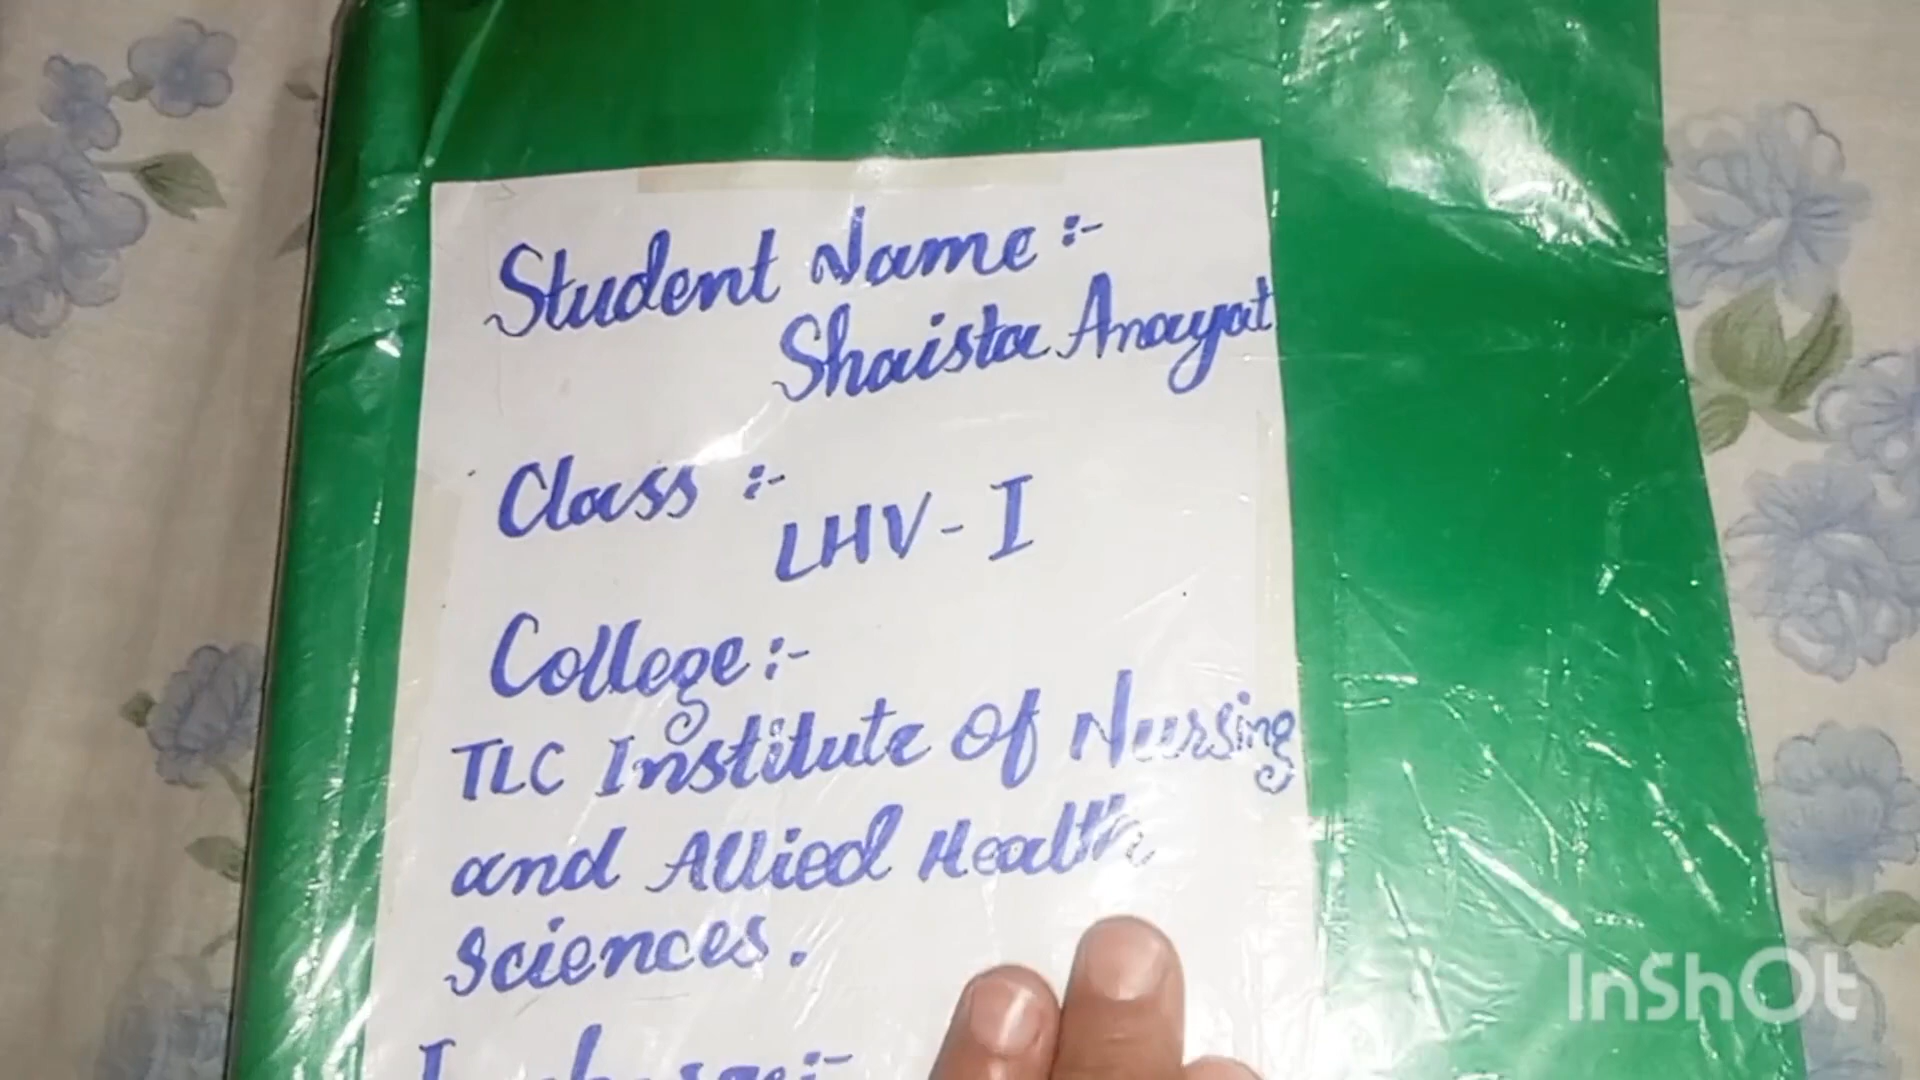 Student Name :-
Shaista Anayat
Class :-
LHV - I
College :-
TLC Institute Of Nursing
and Allied Health
Sciences.
InShOt